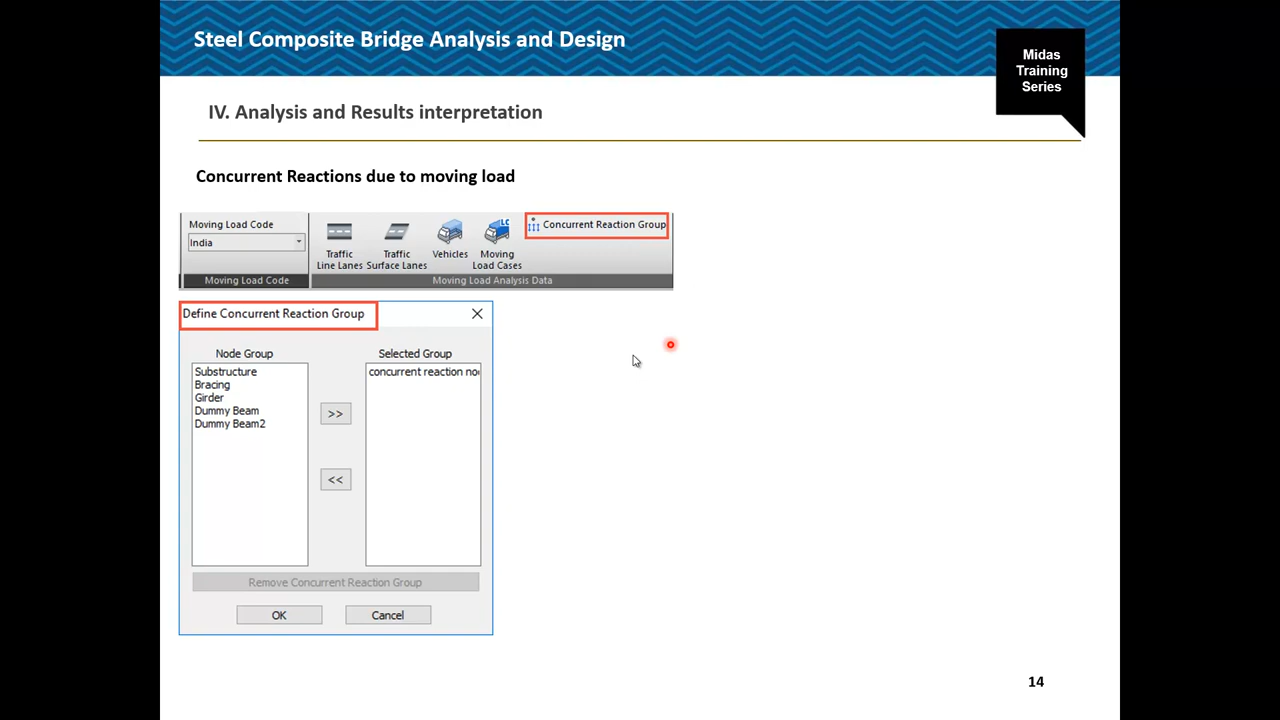 Steel Composite Bridge Analysis and Design
Midas
Training
Series
IV. Analysis and Results interpretation
Concurrent Reactions due to moving load
Moving Load Code
India
Moving Load Code
Traffic
Line Lanes
Traffic
Surface Lanes
Vehicles
LC
Moving
Load Cases
Concurrent Reaction Group
Moving Load Analysis Data
Define Concurrent Reaction Group
Node Group
Substructure
Bracing
Girder
Dummy Beam
Dummy Beam2
>>
<<
Selected Group
concurrent reaction
Remove Concurrent Reaction Group
OK
Cancel
14